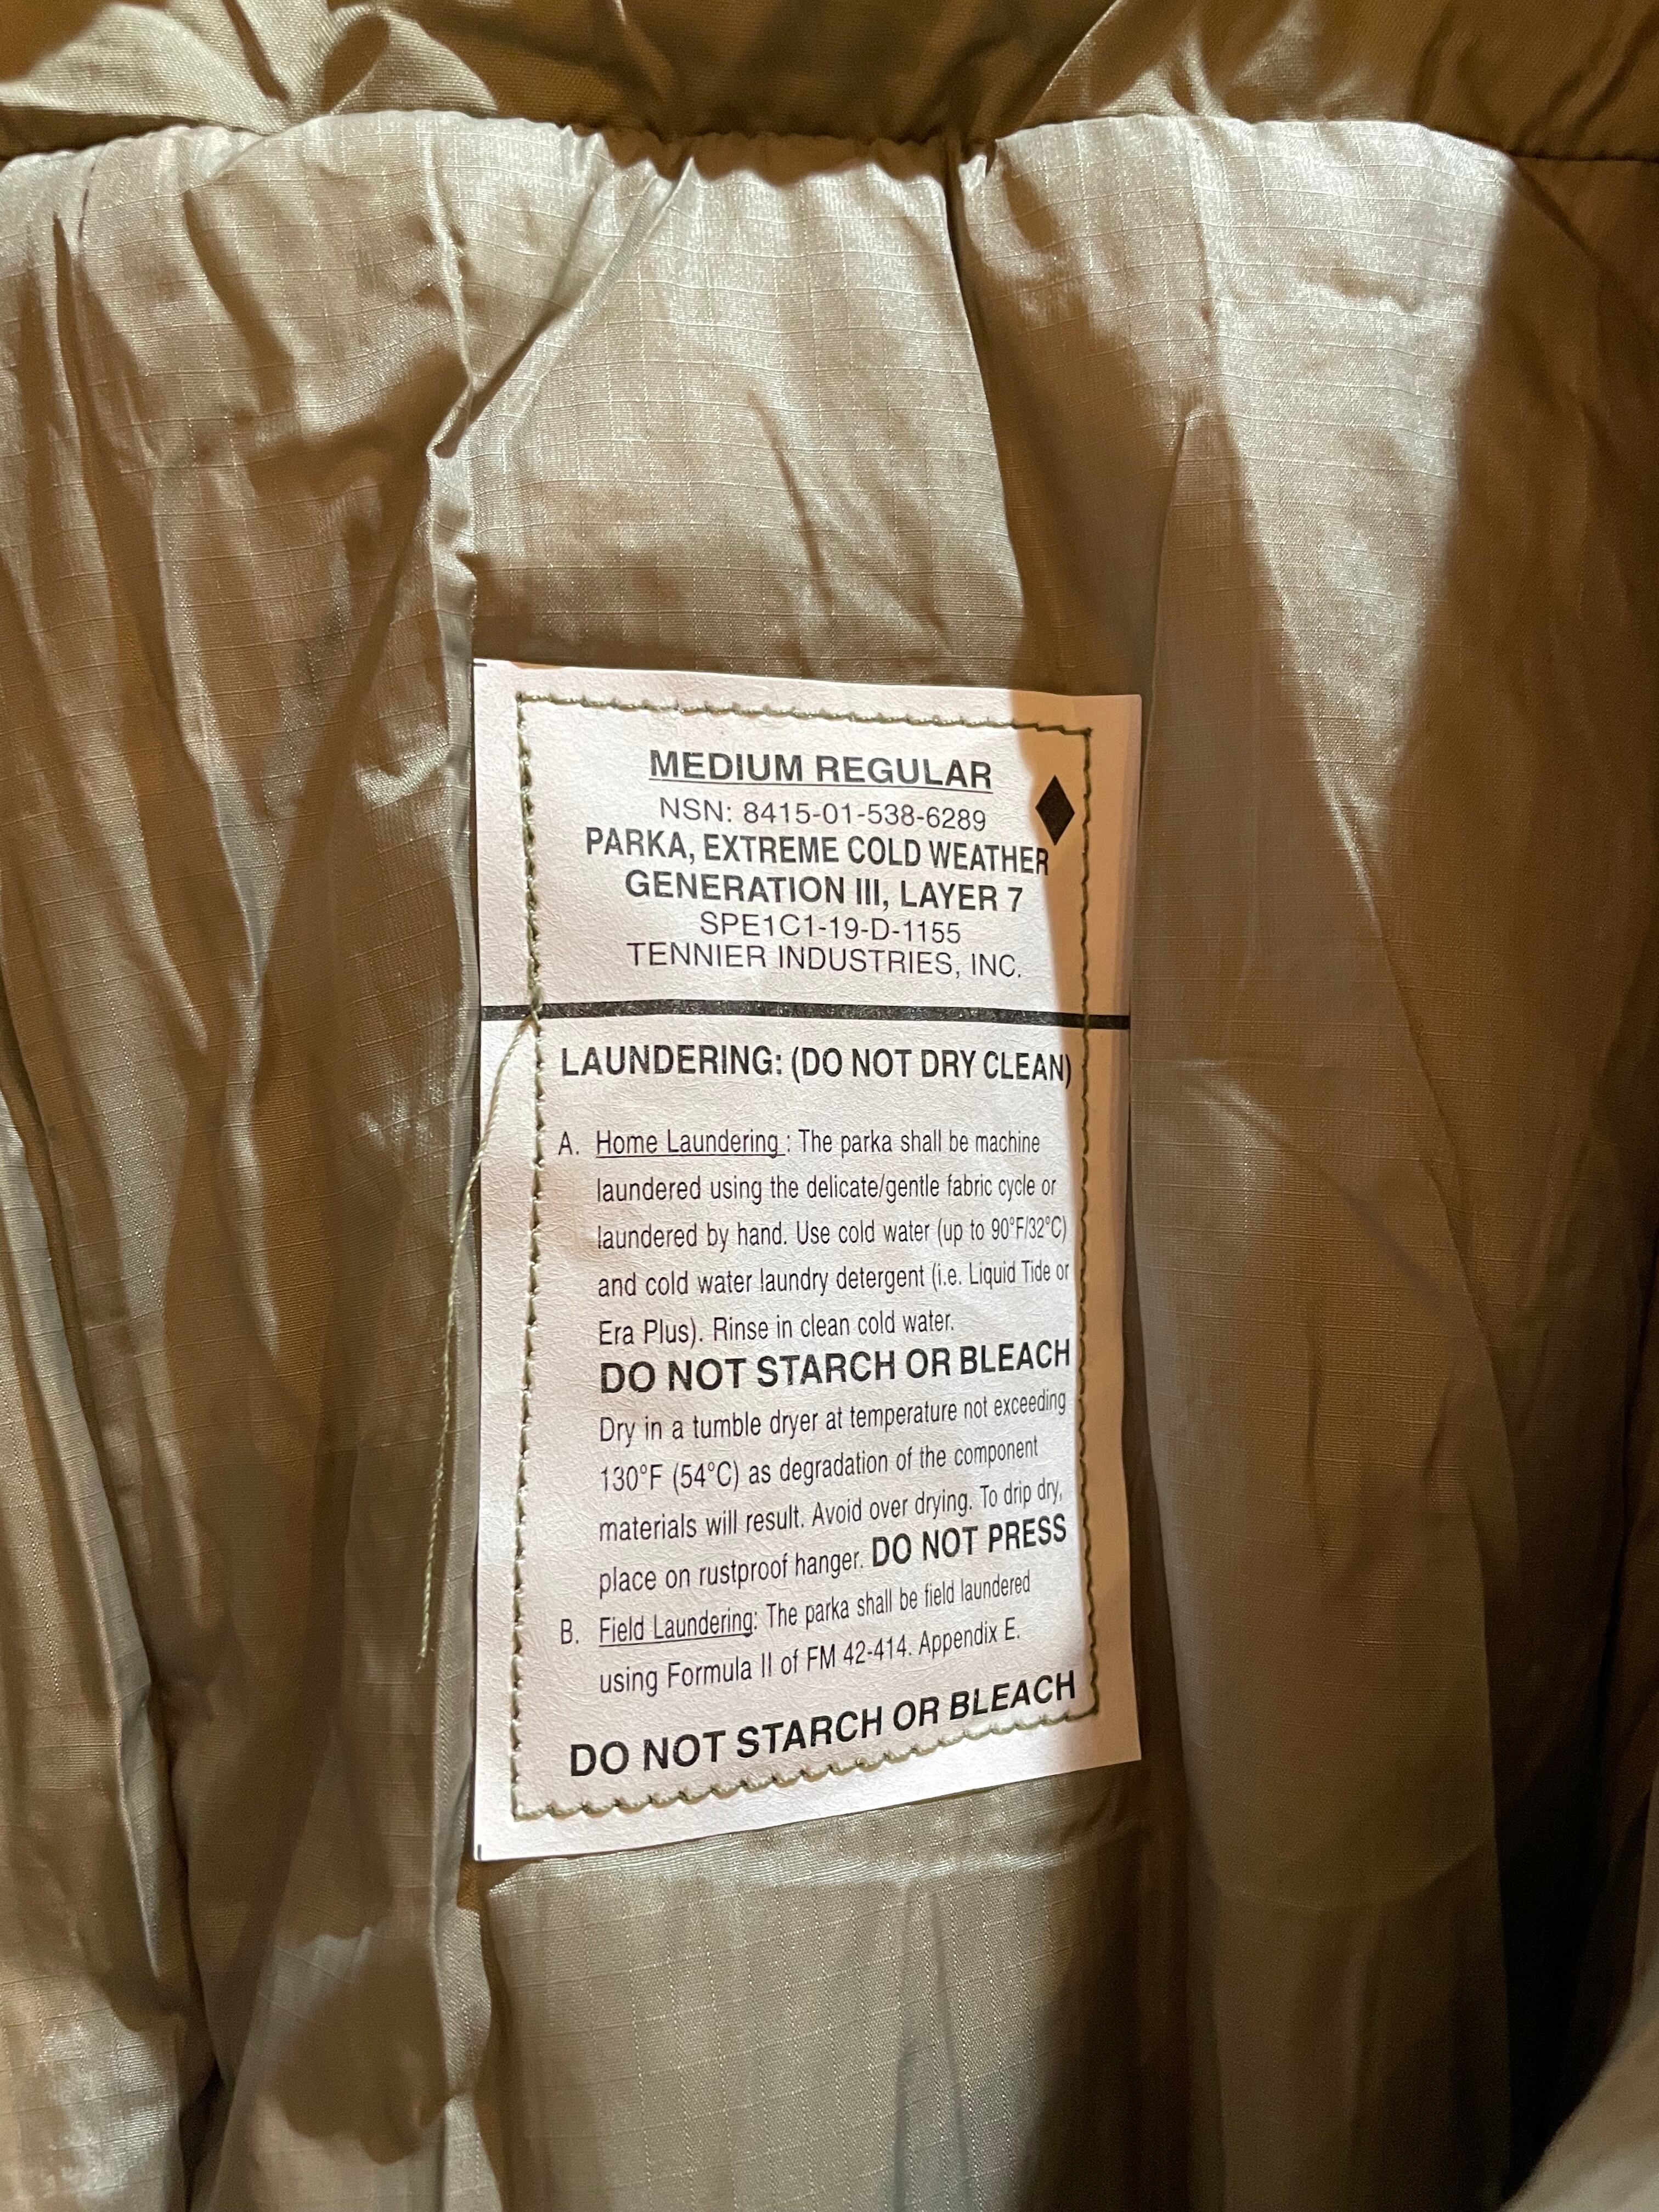 MEDIUM REGULAR
NSN: 8415-01-538-6289
PARKA, EXTREME COLD WEATHER
GENERATION III, LAYER 7
SPE1C1-19-D-1155
TENNIER INDUSTRIES, INC.
LAUNDERING: (DO NOT DRY CLEAN)
A. Home Laundering : The parka shall be machine
laundered using the delicate/gentle fabric cycle or
laundered by hand. Use cold water (up to 90°F/32°C)
and cold water laundry detergent (i.e. Liquid Tide or
Era Plus). Rinse in clean cold water.
DO NOT STARCH OR BLEACH
Dry in a tumble dryer at temperature not exceeding
130°F (54°C) as degradation of the component
materials will result. Avoid over drying. To drip dry,
place on rustproof hanger. DO NOT PRESS
B. Field Laundering: The parka shall be field laundered
using Formula II of FM 42-414. Appendix E.
DO NOT STARCH OR BLEACH